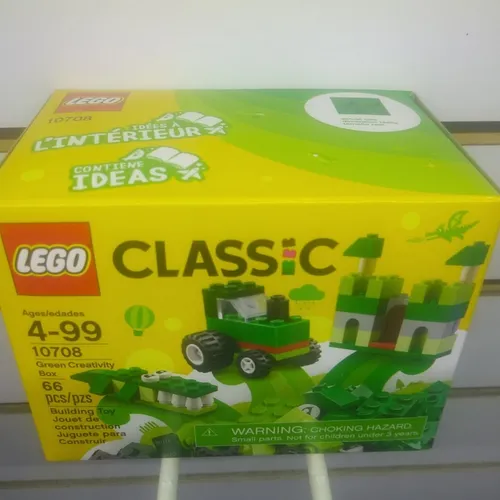 LEGO
10708
IDÉES À
L'INTÉRIEUR
CONTIENE
IDEAS
LEGO
CLASSIC
Ages/edades
4-99
10708
Green Creativity
Box
66
pcs/pzs
Building Toy
Jouet de
construction
Juguete para
Construir
WARNING: CHOKING HAZARD
Small parts. Not for children under 3 years.